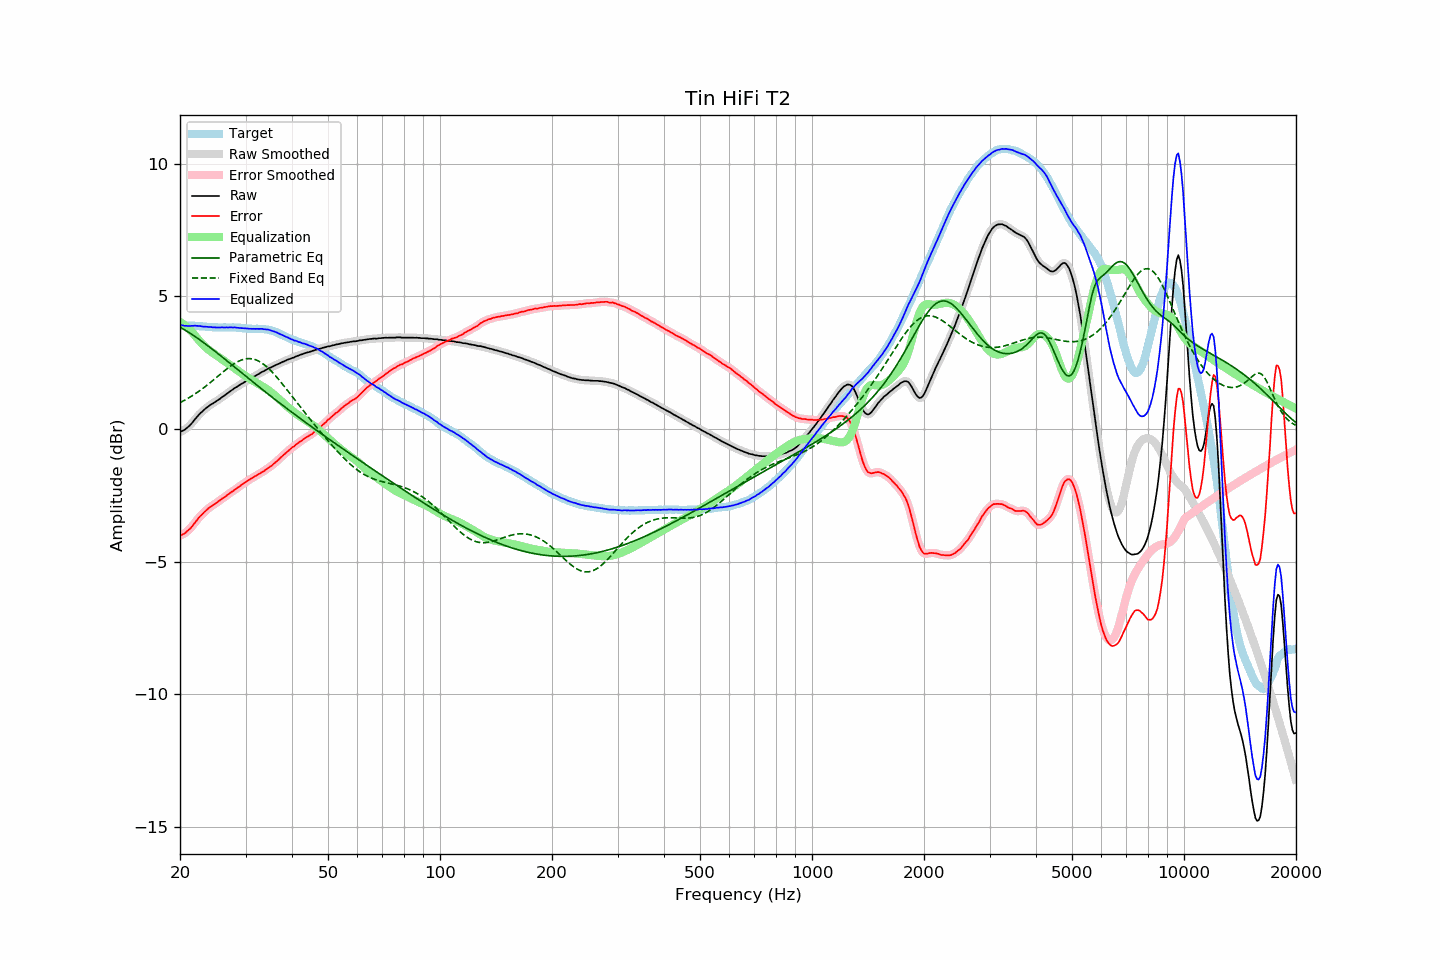 Tin HiFi T2
Target
Raw Smoothed
Error Smoothed
Raw
Error
Equalization
Parametric Eq
Fixed Band Eq
Equalized
Amplitude (dBr)
10
5
0
−5
−10
−15
20
50
100
200
500
1000
2000
5000
10000
20000
Frequency (Hz)